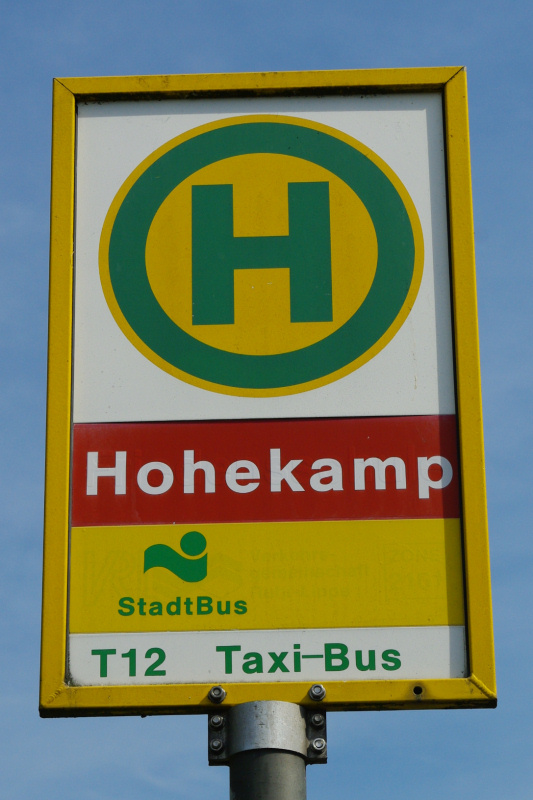 H
Hohekamp
StadtBus
T12 Taxi-Bus